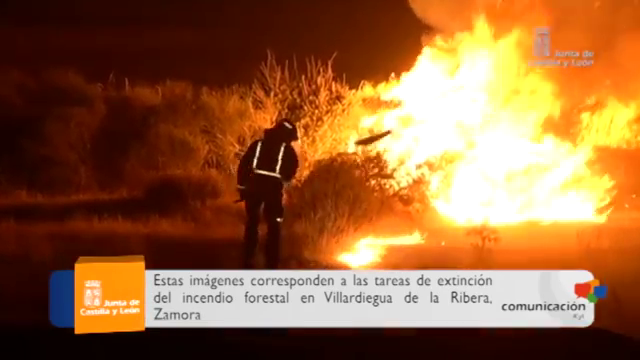 Junta de
Castilla y León
Estas imágenes corresponden a las tareas de extinción
del incendio forestal en Villardiegua de la Ribera,
Zamora
Junta de
Castilla y León
comunicación